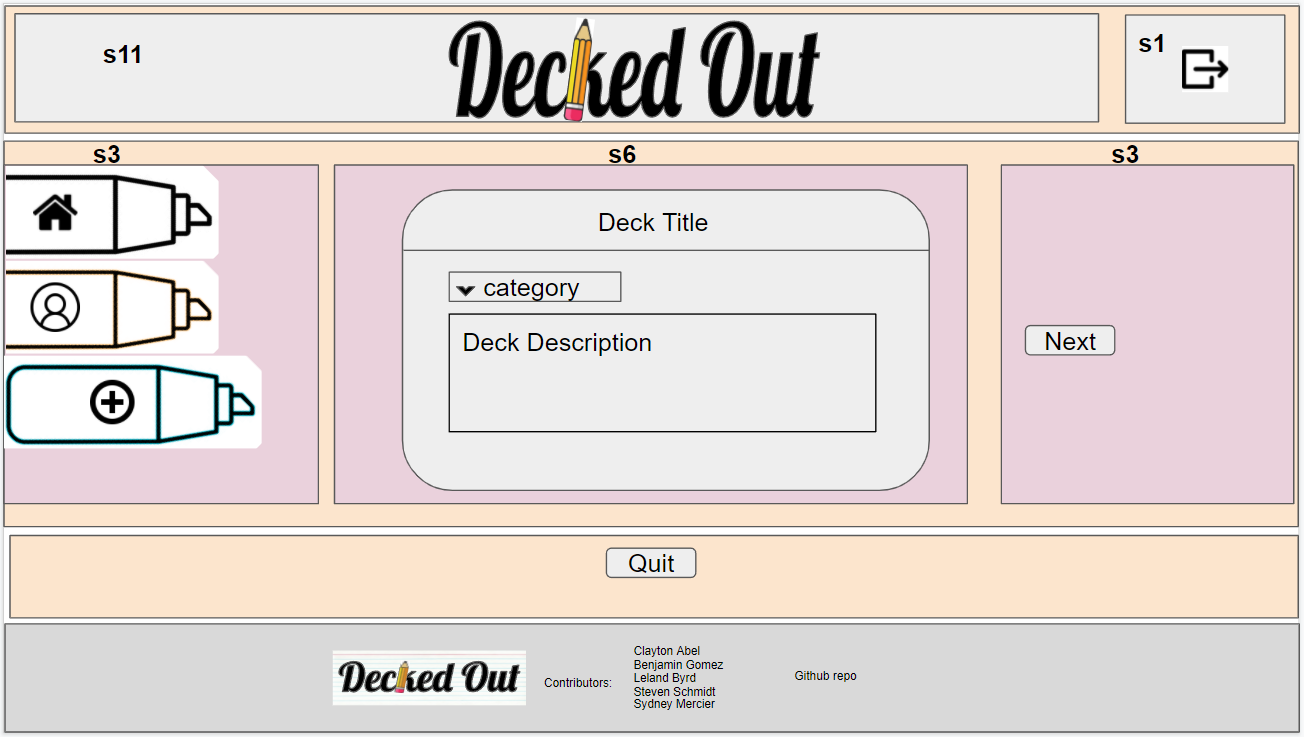 s11
Decked Out
s1
s3
s6
s3
Deck Title
category
Deck Description
Next
Quit
Decked Out
Contributors:
Clayton Abel
Benjamin Gomez
Leland Byrd
Steven Schmidt
Sydney Mercier
Github repo